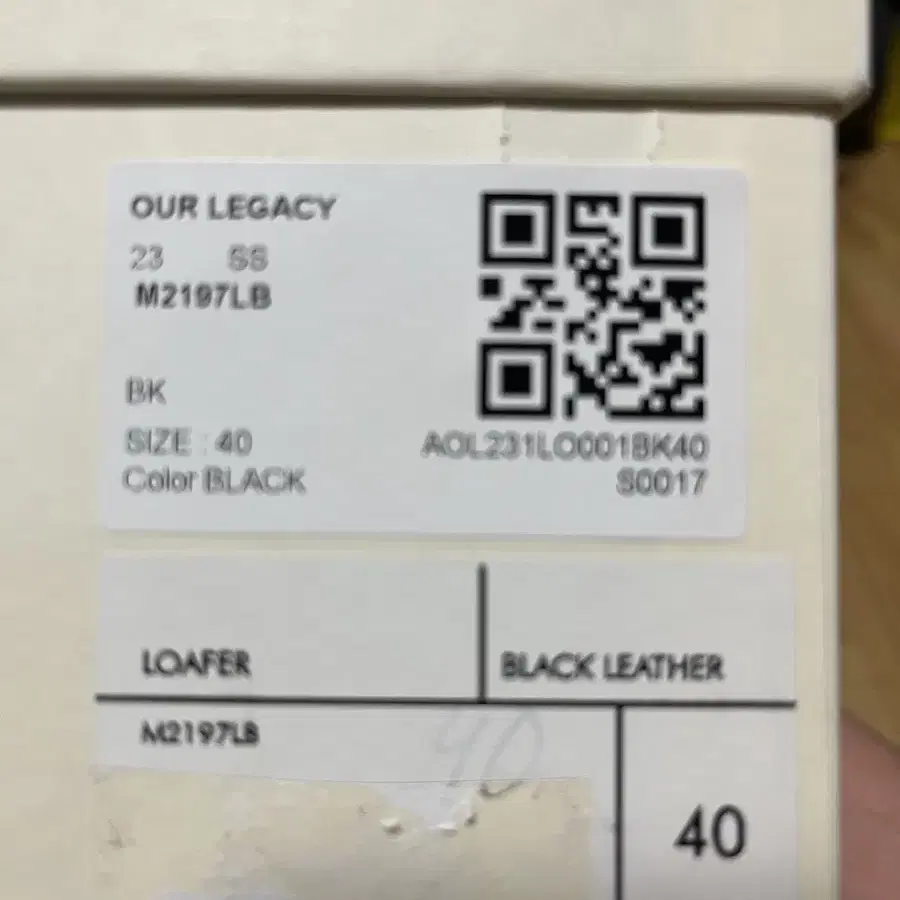 OUR LEGACY
23 SS
M2197LB
BK
SIZE : 40
Color BLACK
AOL231LO001BK40
S0017
LOAFER
BLACK LEATHER
M2197LB
40
40